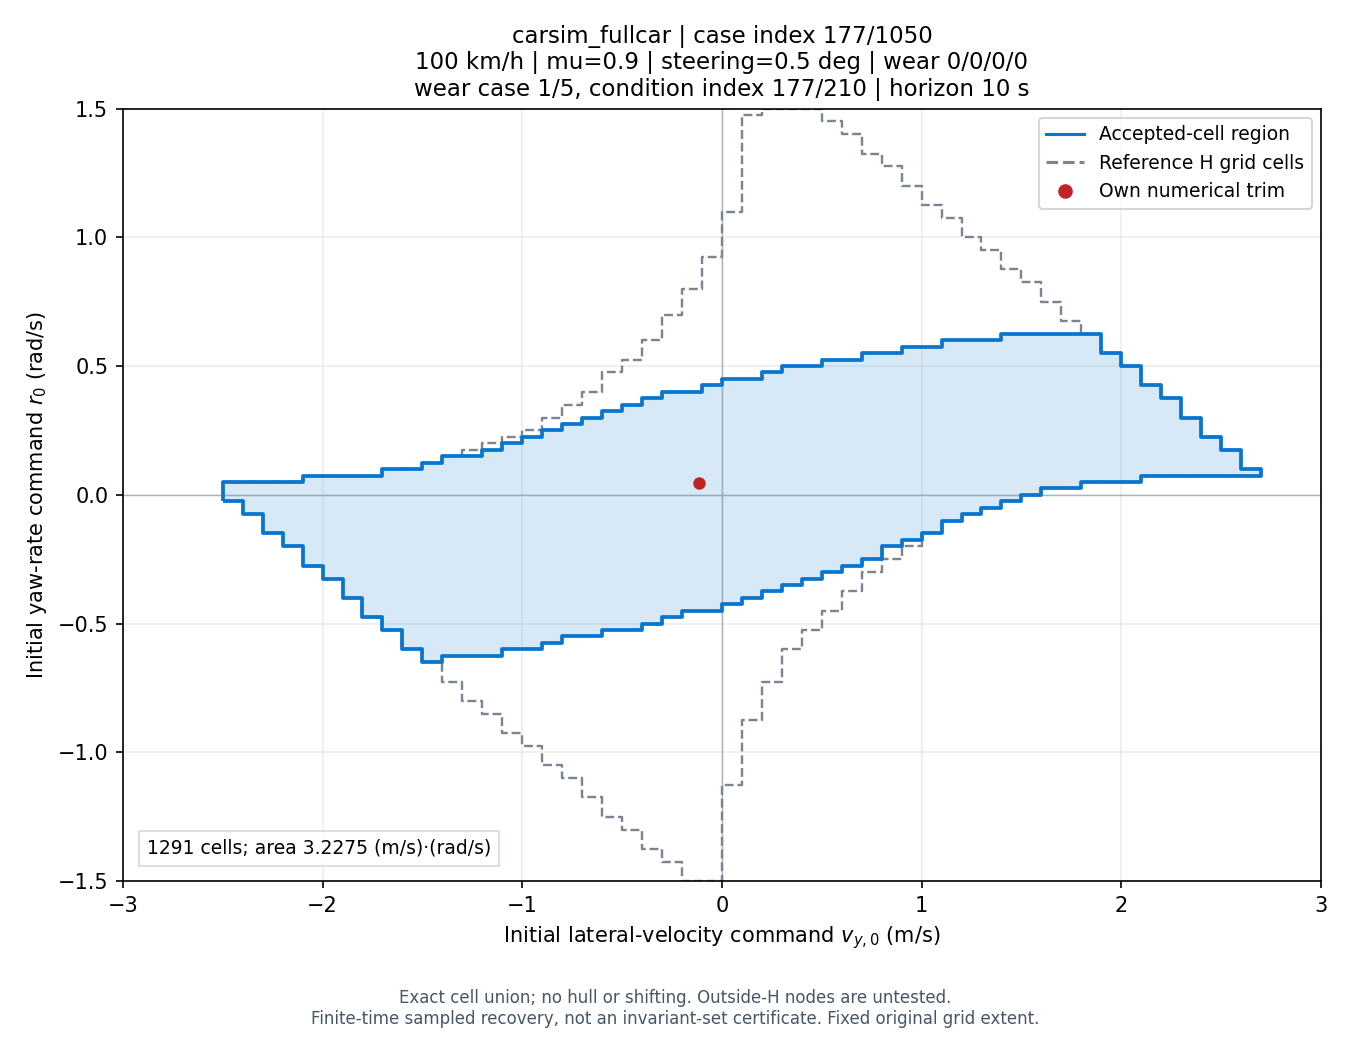 carsim_fullcar | case index 177/1050
100 km/h | mu=0.9 | steering=0.5 deg | wear 0/0/0/0
wear case 1/5, condition index 177/210 | horizon 10 s
Accepted-cell region
Reference H grid cells
Own numerical trim
1.5
1.0
0.5
0.0
−0.5
−1.0
−1.5
Initial yaw-rate command r0 (rad/s)
1291 cells; area 3.2275 (m/s)·(rad/s)
−3
−2
−1
0
1
2
3
Initial lateral-velocity command vy,0 (m/s)
Exact cell union; no hull or shifting. Outside-H nodes are untested.
Finite-time sampled recovery, not an invariant-set certificate. Fixed original grid extent.